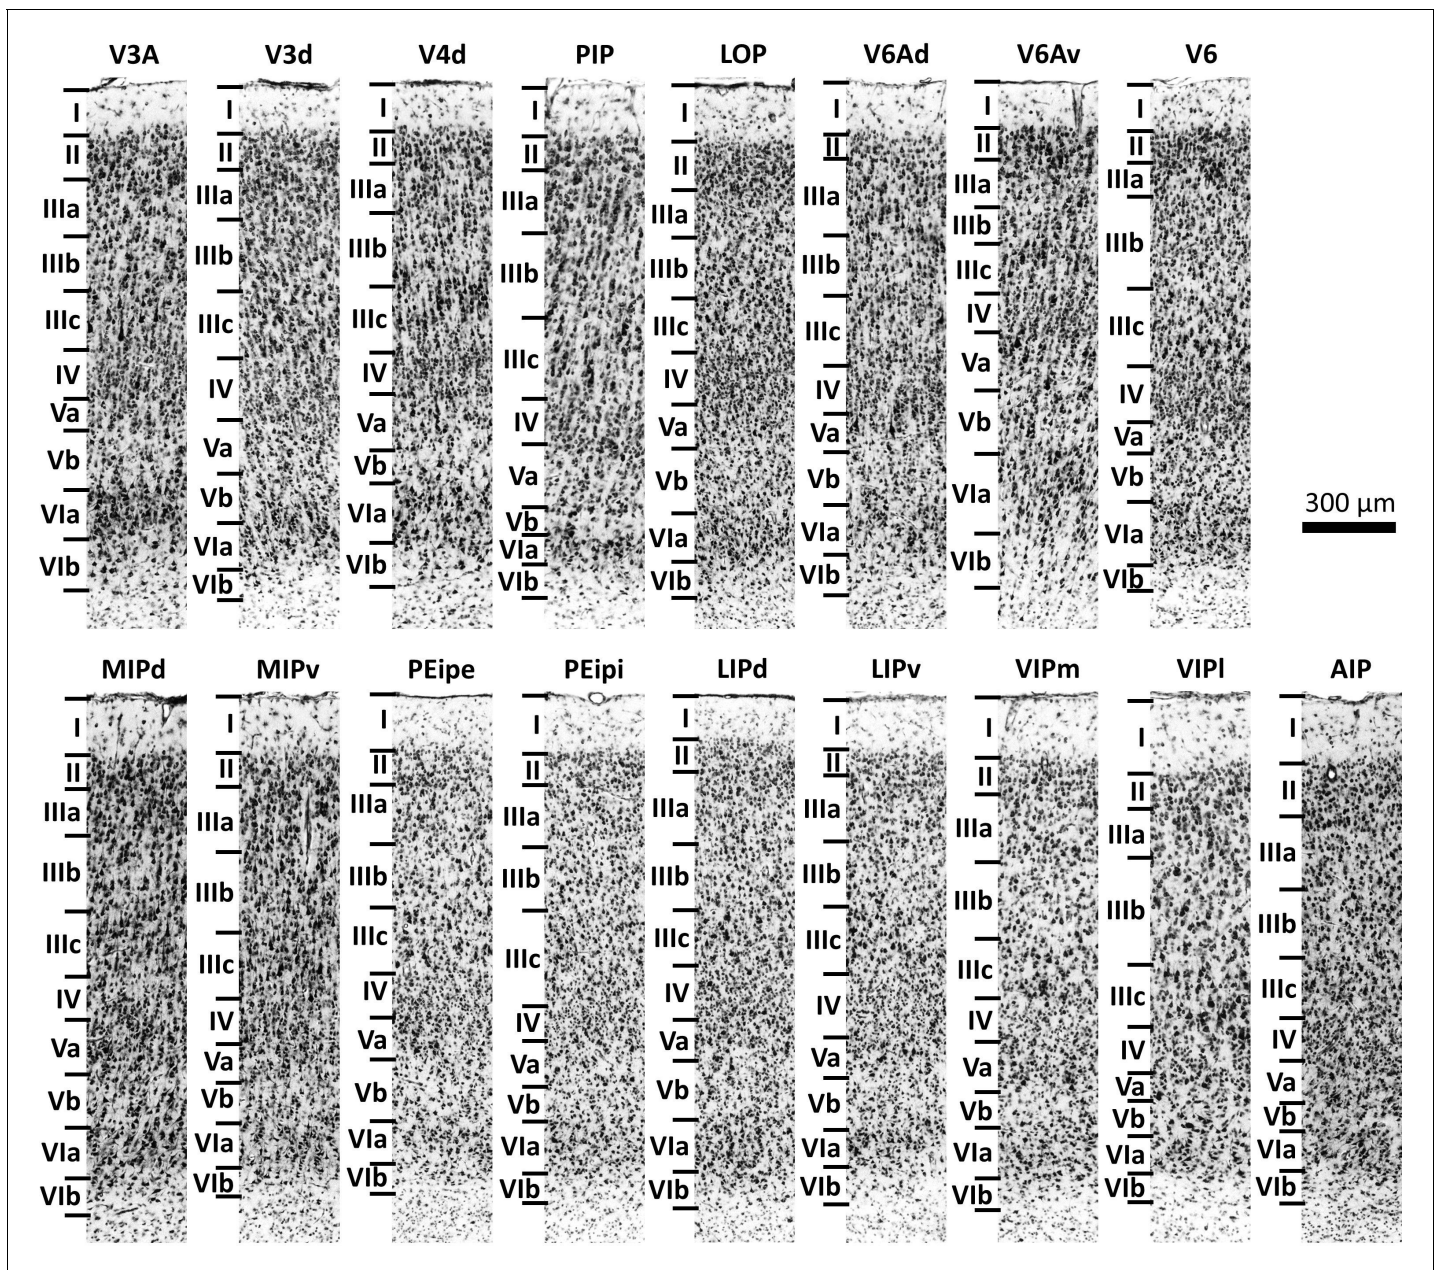 V3A V3d V4d PIP LOP V6Ad V6Av V6
I I I I I I I I
II II II II II II II II
IIIa IIIa IIIa IIIa IIIa IIIa IIIa IIIa
IIIb IIIb IIIb IIIb IIIb IIIb IIIb IIIb
IIIc IIIc IIIc IIIc IIIc IIIc IIIc IIIc
IV IV IV IV IV IV IV IV
Va Va Va Va Va Va Va Va
Vb Vb Vb Vb Vb Vb Vb Vb
VIa VIa VIa VIa VIa VIa VIa VIa
VIb VIb VIb VIb VIb VIb VIb VIb
300 µm
MIPd MIPv PEipe PEipi LIPd LIPv VIPm VIPl AIP
I I I I I I I I I
II II II II II II II II II
IIIa IIIa IIIa IIIa IIIa IIIa IIIa IIIa IIIa
IIIb IIIb IIIb IIIb IIIb IIIb IIIb IIIb IIIb
IIIc IIIc IIIc IIIc IIIc IIIc IIIc IIIc IIIc
IV IV IV IV IV IV IV IV IV
Va Va Va Va Va Va Va Va Va
Vb Vb Vb Vb Vb Vb Vb Vb Vb
VIa VIa VIa VIa VIa VIa VIa VIa VIa
VIb VIb VIb VIb VIb VIb VIb VIb VIb